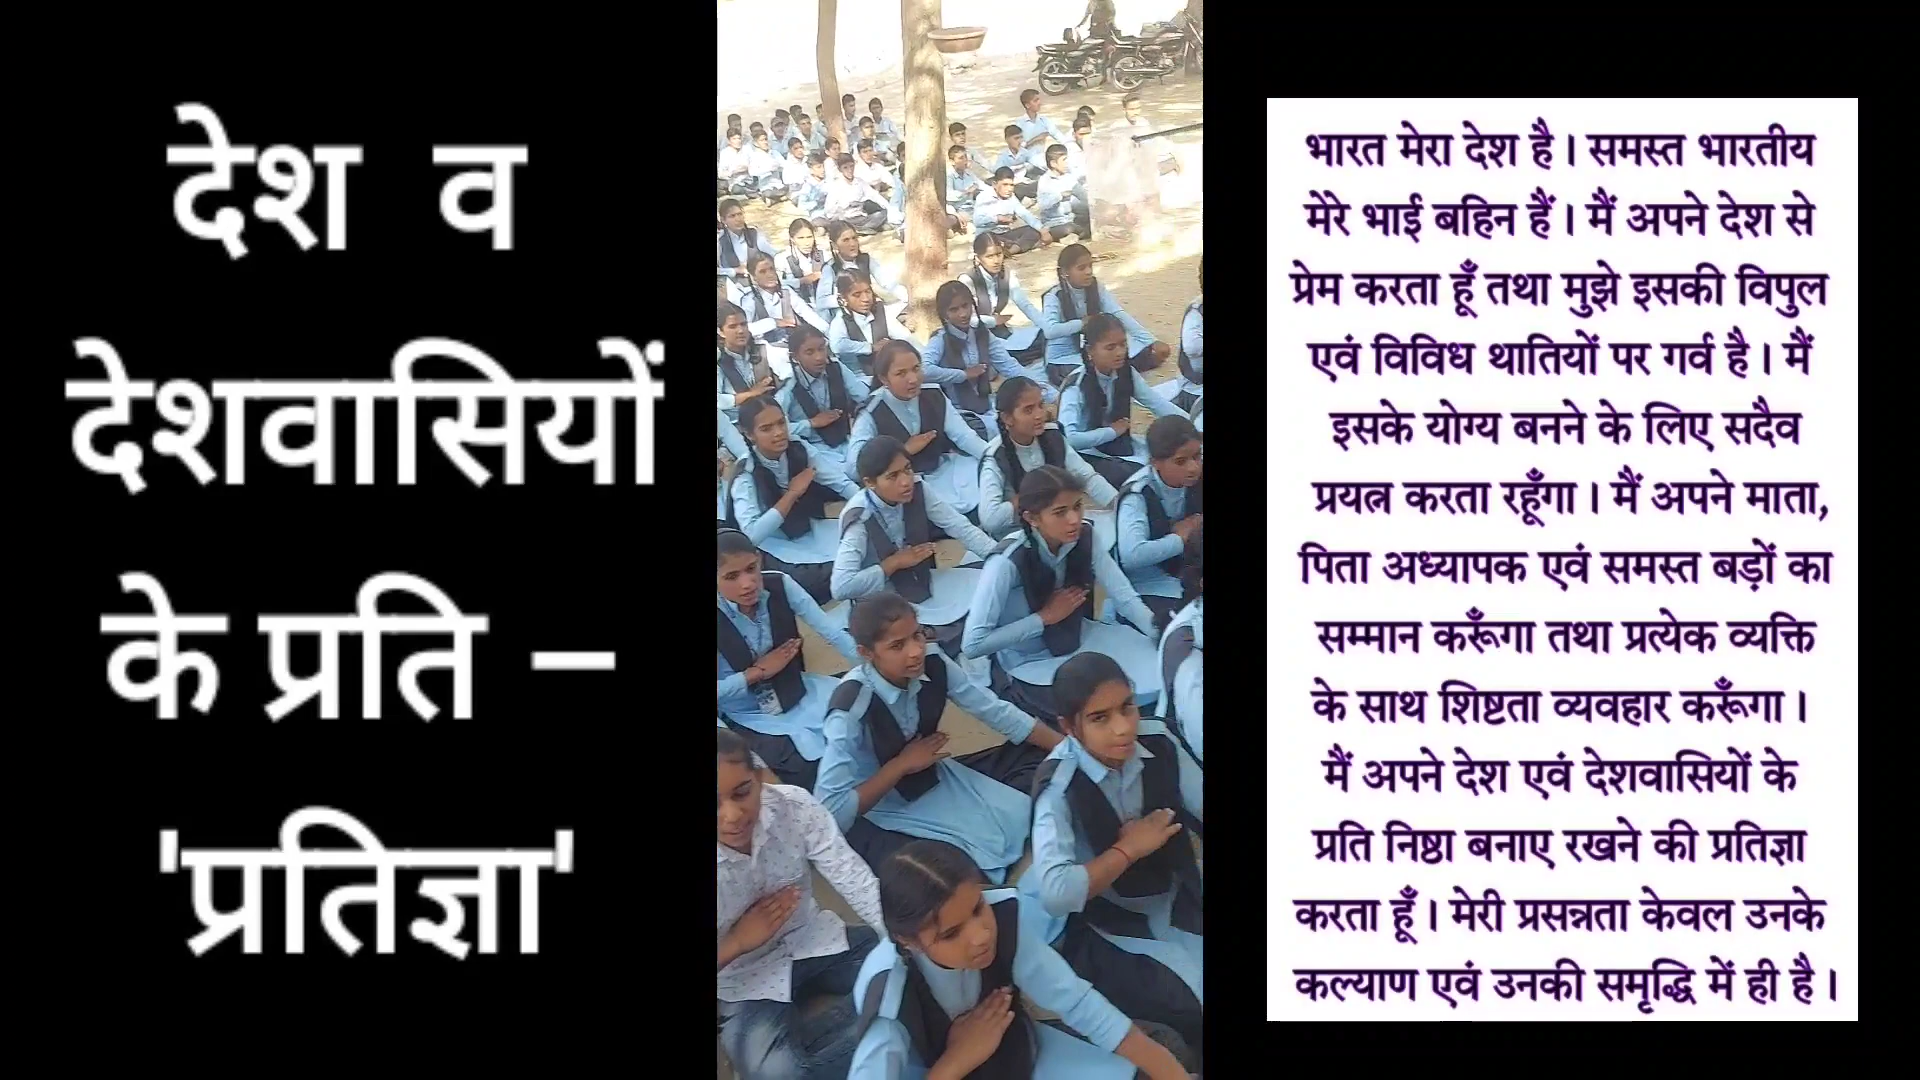 देश व
देशवासियों
के प्रति –
'प्रतिज्ञा'
भारत मेरा देश है । समस्त भारतीय
मेरे भाई बहिन हैं । मैं अपने देश से
प्रेम करता हूँ तथा मुझे इसकी विपुल
एवं विविध थातियों पर गर्व है । मैं
इसके योग्य बनने के लिए सदैव
प्रयत्न करता रहूँगा । मैं अपने माता,
पिता अध्यापक एवं समस्त बड़ों का
सम्मान करूँगा तथा प्रत्येक व्यक्ति
के साथ शिष्टता व्यवहार करूँगा ।
मैं अपने देश एवं देशवासियों के
प्रति निष्ठा बनाए रखने की प्रतिज्ञा
करता हूँ । मेरी प्रसन्नता केवल उनके
कल्याण एवं उनकी समृद्धि में ही है ।